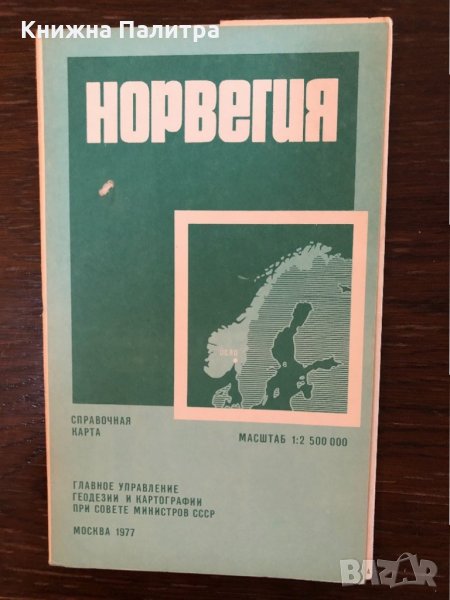 Книжна Палитра
НОРВЕГИЯ
ОСЛО
СПРАВОЧНАЯ
КАРТА
МАСШТАБ 1:2 500 000
ГЛАВНОЕ УПРАВЛЕНИЕ
ГЕОДЕЗИИ И КАРТОГРАФИИ
ПРИ СОВЕТЕ МИНИСТРОВ СССР
МОСКВА 1977
BAZAR